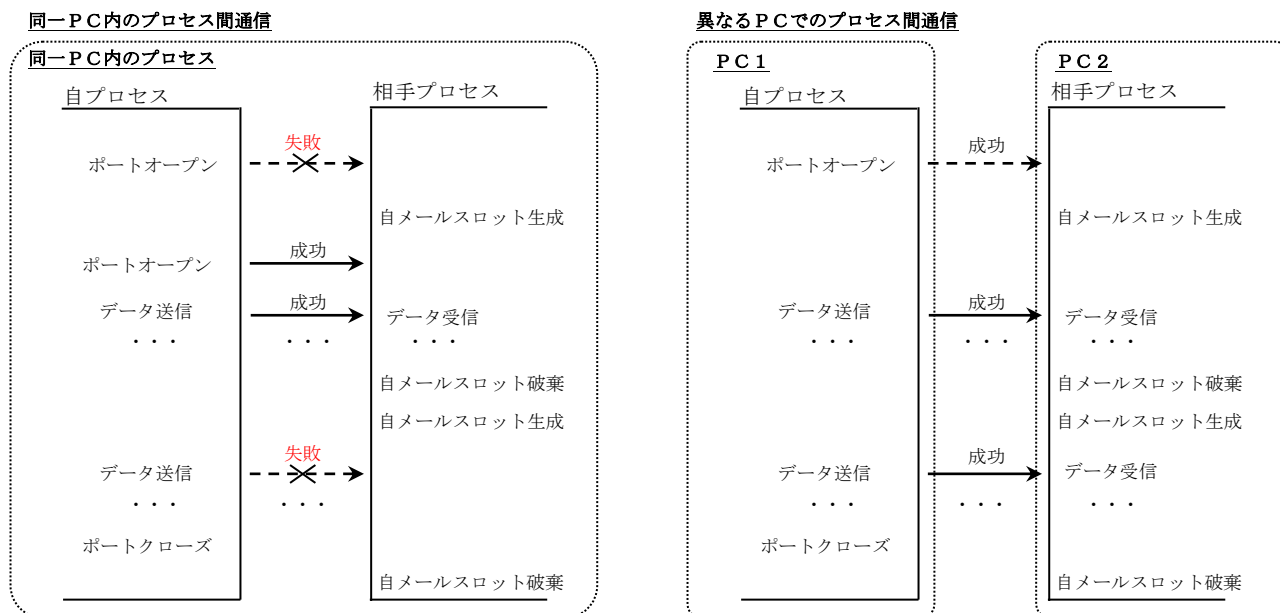 同一ＰＣ内のプロセス間通信
同一ＰＣ内のプロセス
自プロセス
相手プロセス
失敗
ポートオープン
自メールスロット生成
成功
ポートオープン
成功
データ送信
データ受信
・・・
・・・
・・・
自メールスロット破棄
自メールスロット生成
失敗
データ送信
・・・
・・・
ポートクローズ
自メールスロット破棄
異なるＰＣでのプロセス間通信
ＰＣ１
ＰＣ２
自プロセス
相手プロセス
成功
ポートオープン
自メールスロット生成
成功
データ送信
データ受信
・・・
・・・
・・・
自メールスロット破棄
自メールスロット生成
成功
データ送信
データ受信
・・・
・・・
・・・
ポートクローズ
自メールスロット破棄